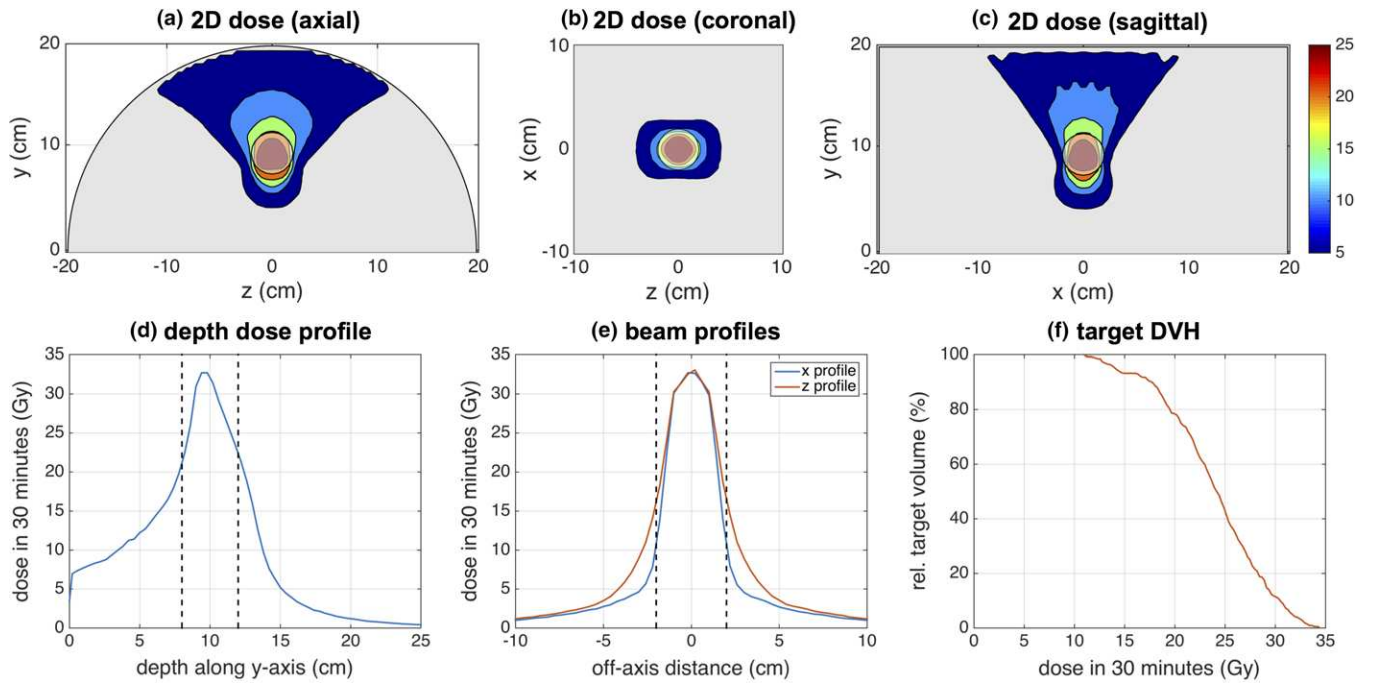 (a) 2D dose (axial)
20
10
0
y (cm)
-20 -10 0 10 20
z (cm)
(b) 2D dose (coronal)
10
0
-10
x (cm)
-10 0 10
z (cm)
(c) 2D dose (sagittal)
20
10
0
y (cm)
-20 -10 0 10 20
x (cm)
25
20
15
10
5
(d) depth dose profile
35
30
25
20
15
10
5
0
dose in 30 minutes (Gy)
0 5 10 15 20 25
depth along y-axis (cm)
(e) beam profiles
35
30
25
20
15
10
5
0
dose in 30 minutes (Gy)
x profile
z profile
-10 -5 0 5 10
off-axis distance (cm)
(f) target DVH
100
80
60
40
20
0
rel. target volume (%)
0 5 10 15 20 25 30 35
dose in 30 minutes (Gy)